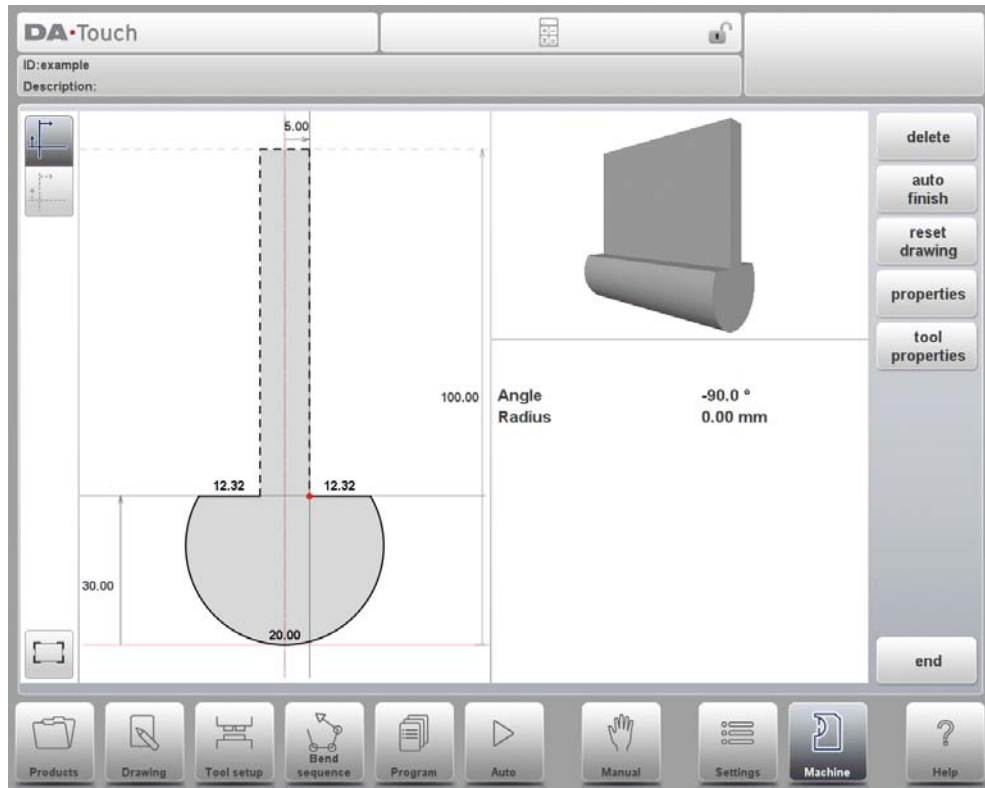 DA•Touch
ID:example
Description:
5.00
100.00
12.32
12.32
30.00
20.00
Angle -90.0 °
Radius 0.00 mm
delete
auto
finish
reset
drawing
properties
tool
properties
end
Products
Drawing
Tool setup
Bend
sequence
Program
Auto
Manual
Settings
Machine
Help